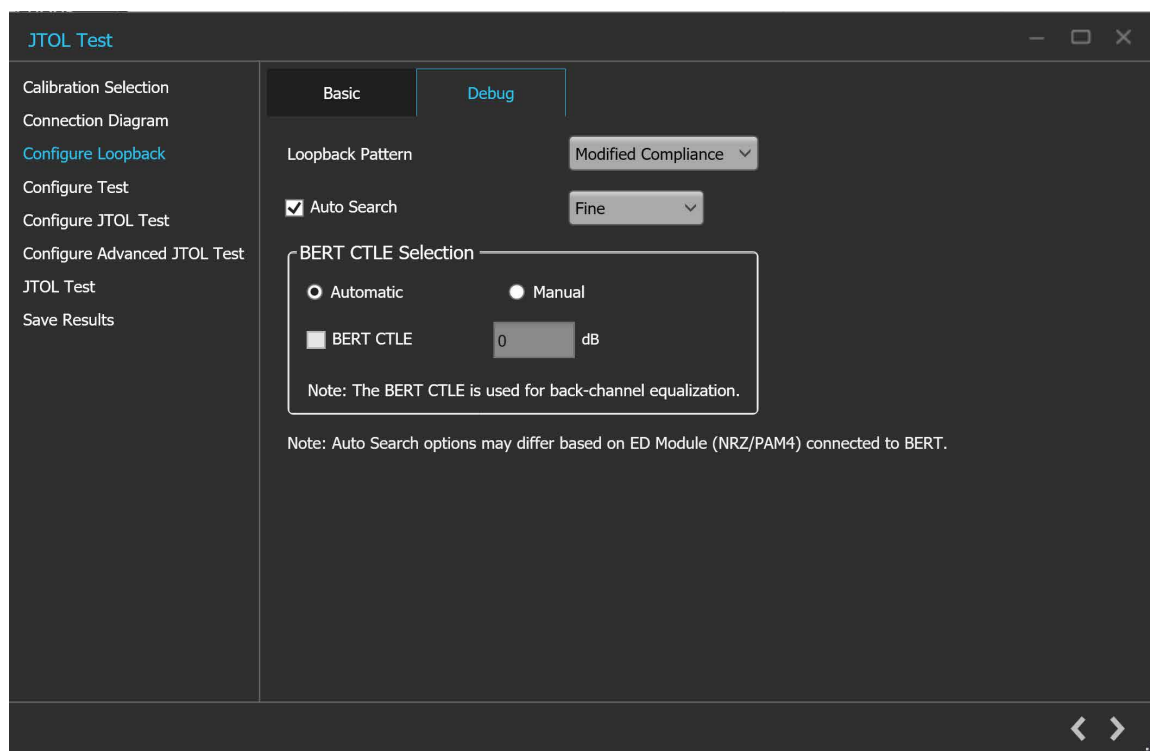 JTOL Test
Calibration Selection
Connection Diagram
Configure Loopback
Configure Test
Configure JTOL Test
Configure Advanced JTOL Test
JTOL Test
Save Results
Basic
Debug
Loopback Pattern
Modified Compliance
Auto Search
Fine
BERT CTLE Selection
Automatic
Manual
BERT CTLE
0
dB
Note: The BERT CTLE is used for back-channel equalization.
Note: Auto Search options may differ based on ED Module (NRZ/PAM4) connected to BERT.